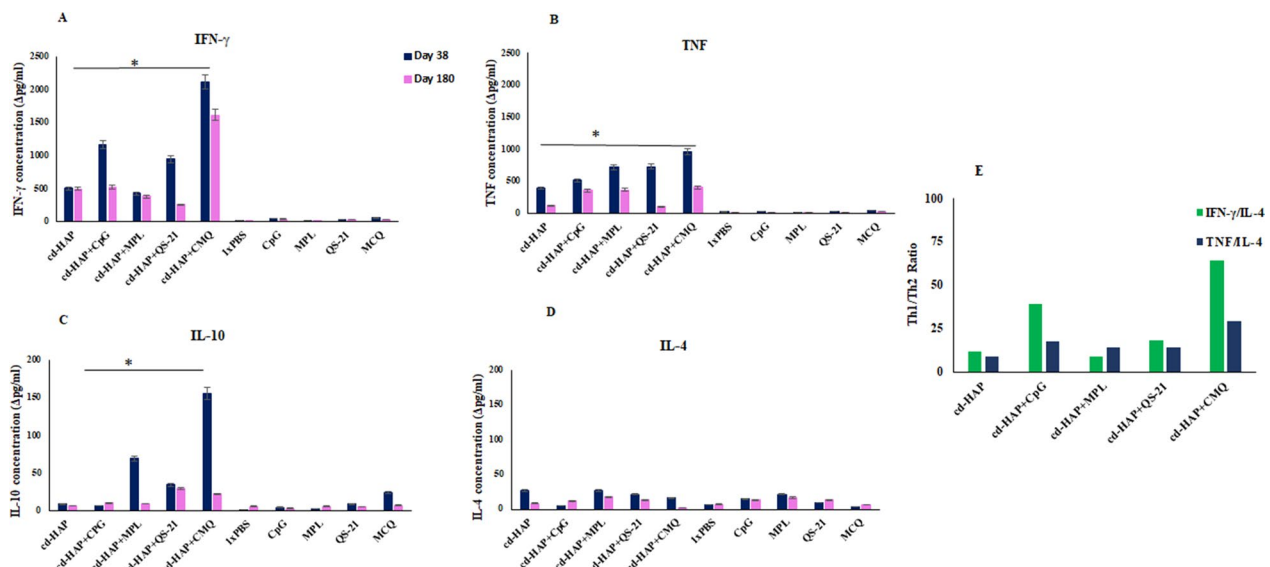 A
IFN-γ
IFN-γ concentration (Δpg/ml)
2500
2000
1500
1000
500
0
*
Day 38
Day 180
cd-HAP
cd-HAP+CpG
cd-HAP+MPL
cd-HAP+QS-21
cd-HAP+CMQ
1xPBS
CpG
MPL
QS-21
MCQ
B
TNF
TNF concentration (Δpg/ml)
2500
2000
1500
1000
500
0
*
cd-HAP
cd-HAP+CpG
cd-HAP+MPL
cd-HAP+QS-21
cd-HAP+CMQ
1xPBS
CpG
MPL
QS-21
MCQ
C
IL-10
IL-10 concentration (Δpg/ml)
200
150
100
50
0
*
cd-HAP
cd-HAP+CPG
cd-HAP+MPL
cd-HAP+QS-21
cd-HAP+CMQ
1xPBS
CpG
MPL
QS-21
MCQ
D
IL-4
IL-4 concentration (Δpg/ml)
200
150
100
50
0
cd-HAP
cd-HAP+CpG
cd-HAP+MPL
cd-HAP+QS-21
cd-HAP+CMQ
1xPBS
CpG
MPL
QS-21
MCQ
E
Th1/Th2 Ratio
100
75
50
25
0
IFN-γ/IL-4
TNF/IL-4
cd-HAP
cd-HAP+CpG
cd-HAP+MPL
cd-HAP+QS-21
cd-HAP+CMQ